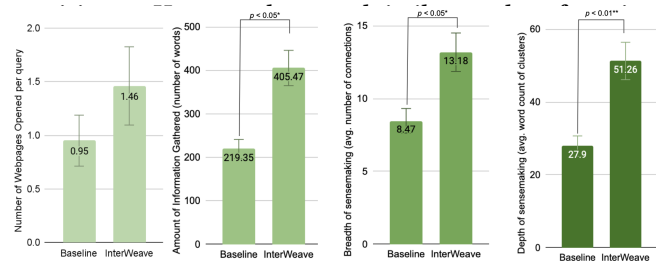 p < 0.05*
p < 0.05*
p < 0.01**
Number of Webpages Opened per query
2.0
1.5
1.0
0.5
0.0
0.95
1.46
Baseline InterWeave
Amount of Information Gathered (number of words)
500
400
300
200
100
0
219.35
405.47
Baseline InterWeave
Breadth of sensemaking (avg. number of connections)
15
10
5
0
8.47
13.18
Baseline InterWeave
Depth of sensemaking (avg. word count of clusters)
60
40
20
0
27.9
51.26
Baseline InterWeave